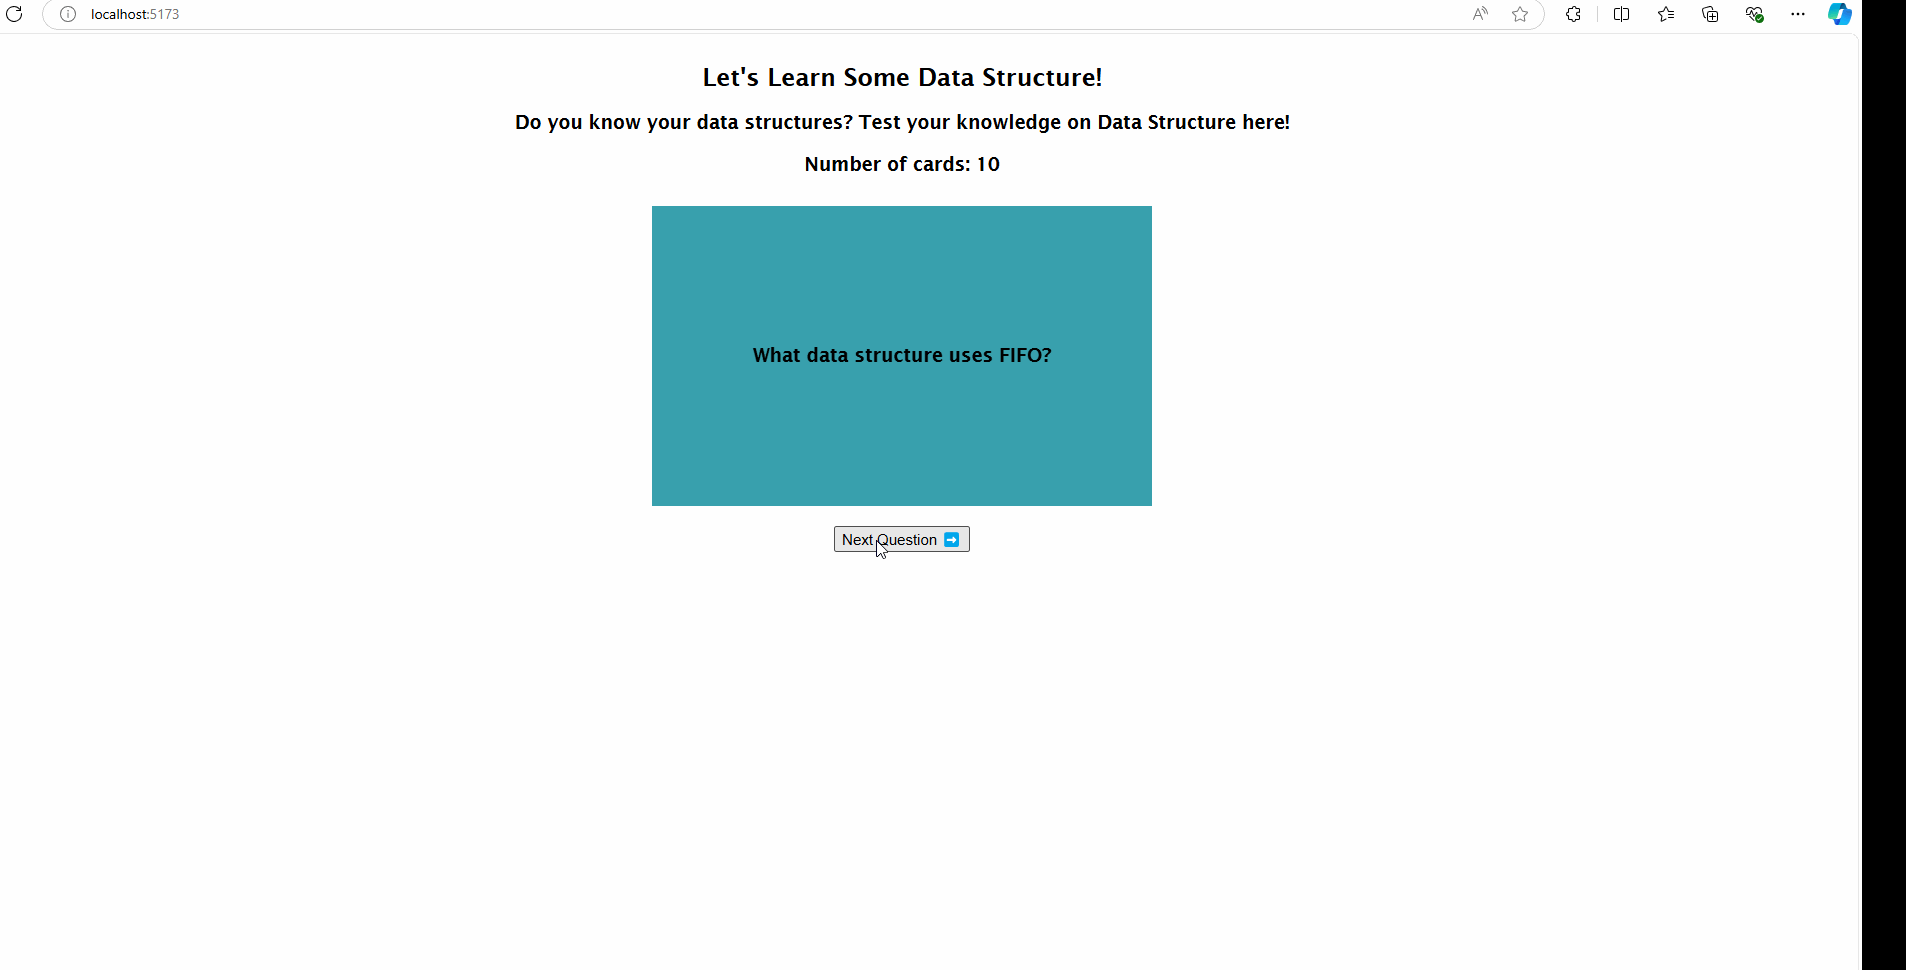 localhost:5173
Let's Learn Some Data Structure!
Do you know your data structures? Test your knowledge on Data Structure here!
Number of cards: 10
What data structure uses FIFO?
Next Question ➡️